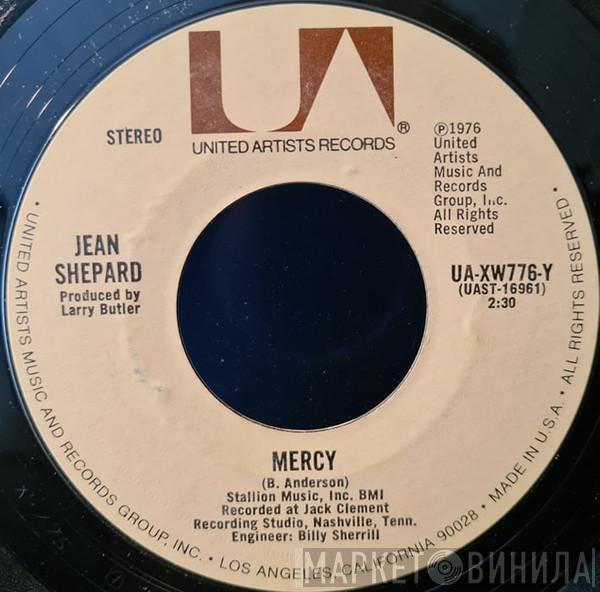 UA
®
UNITED ARTISTS RECORDS
STEREO
℗1976
United
Artists
Music And
Records
Group, Inc.
All Rights
Reserved
JEAN
SHEPARD
Produced by
Larry Butler
UA-XW776-Y
(UAST-16961)
2:30
MERCY
(B. Anderson)
Stallion Music, Inc. BMI
Recorded at Jack Clement
Recording Studio, Nashville, Tenn.
Engineer: Billy Sherrill
• UNITED ARTISTS MUSIC AND RECORDS GROUP, INC. • LOS ANGELES, CALIFORNIA 90028 • MADE IN U.S.A. • ALL RIGHTS RESERVED •
МАРКЕТ ВИНИЛА